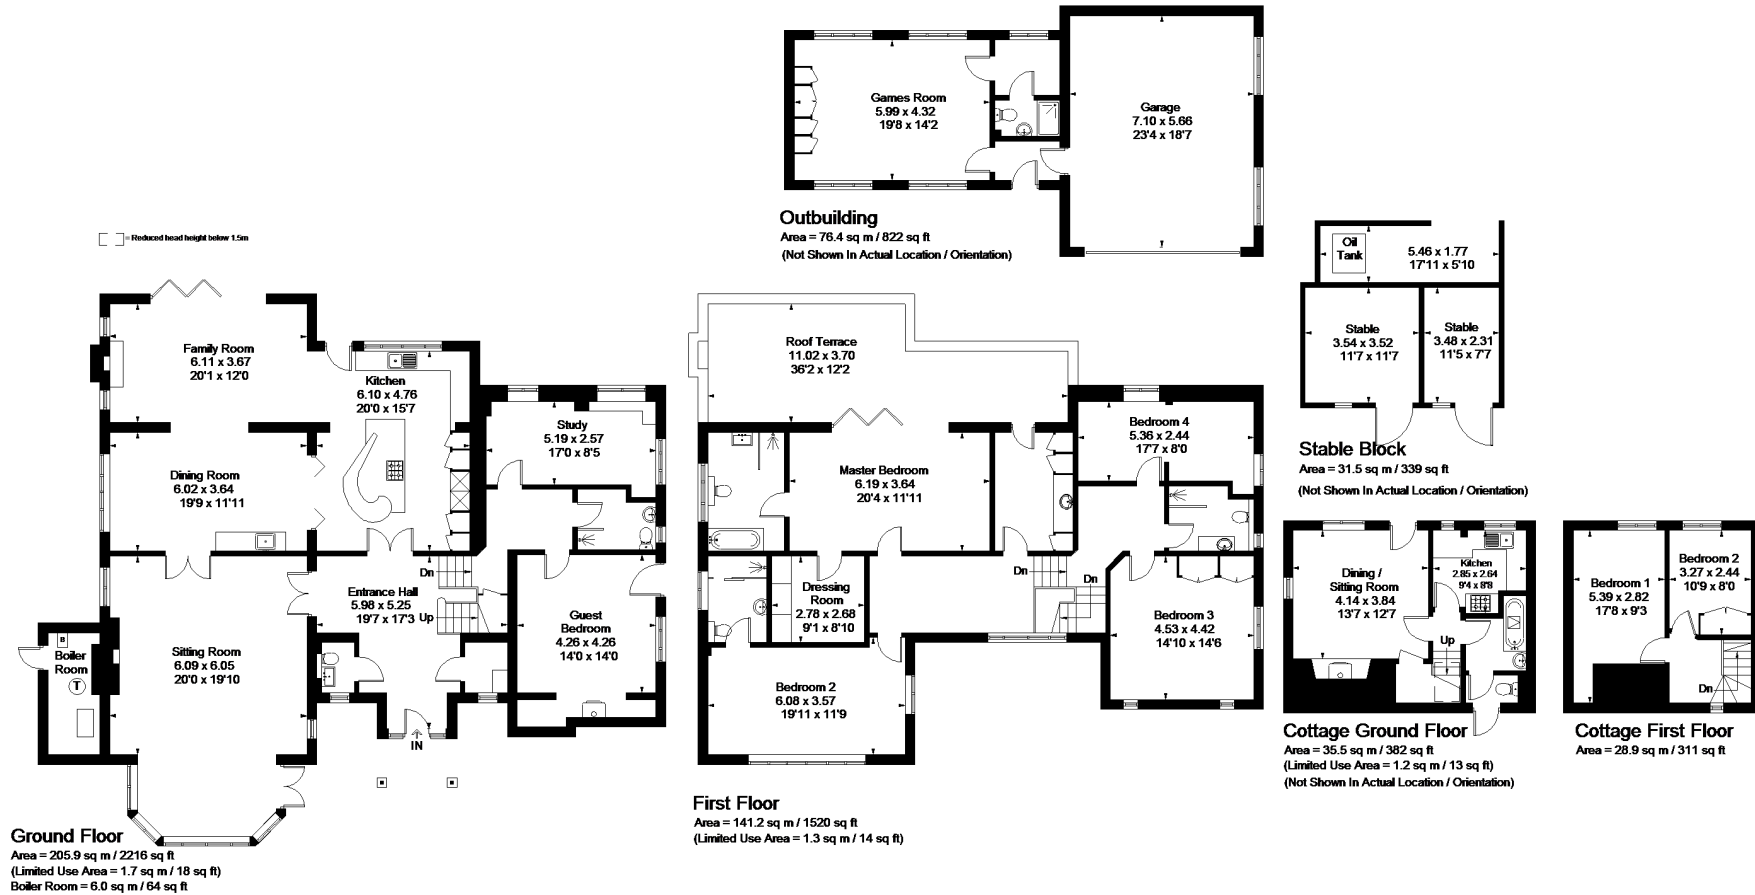 Games Room
5.99 x 4.32
19'8 x 14'2
Garage
7.10 x 5.66
23'4 x 18'7
Outbuilding
Area = 76.4 sq m / 822 sq ft
(Not Shown In Actual Location / Orientation)
= Reduced head height below 1.5m
Oil
Tank
5.46 x 1.77
17'11 x 5'10
Stable
3.54 x 3.52
11'7 x 11'7
Stable
3.48 x 2.31
11'5 x 7'7
Stable Block
Area = 31.5 sq m / 339 sq ft
(Not Shown In Actual Location / Orientation)
Family Room
6.11 x 3.67
20'1 x 12'0
Kitchen
6.10 x 4.76
20'0 x 15'7
Study
5.19 x 2.57
17'0 x 8'5
Dining Room
6.02 x 3.64
19'9 x 11'11
Dn
Entrance Hall
5.98 x 5.25
19'7 x 17'3
Up
Guest
Bedroom
4.26 x 4.26
14'0 x 14'0
B
Boiler
Room
T
Sitting Room
6.09 x 6.05
20'0 x 19'10
IN
Ground Floor
Area = 205.9 sq m / 2216 sq ft
(Limited Use Area = 1.7 sq m / 18 sq ft)
Boiler Room = 6.0 sq m / 64 sq ft
Roof Terrace
11.02 x 3.70
36'2 x 12'2
Bedroom 4
5.36 x 2.44
17'7 x 8'0
Master Bedroom
6.19 x 3.64
20'4 x 11'11
Dn
Dn
Dressing
Room
2.78 x 2.68
9'1 x 8'10
Bedroom 3
4.53 x 4.42
14'10 x 14'6
Bedroom 2
6.08 x 3.57
19'11 x 11'9
First Floor
Area = 141.2 sq m / 1520 sq ft
(Limited Use Area = 1.3 sq m / 14 sq ft)
Dining /
Sitting Room
4.14 x 3.84
13'7 x 12'7
Kitchen
2.85 x 2.64
9'4 x 8'8
Up
Cottage Ground Floor
Area = 35.5 sq m / 382 sq ft
(Limited Use Area = 1.2 sq m / 13 sq ft)
(Not Shown In Actual Location / Orientation)
Bedroom 1
5.39 x 2.82
17'8 x 9'3
Bedroom 2
3.27 x 2.44
10'9 x 8'0
Dn
Cottage First Floor
Area = 28.9 sq m / 311 sq ft